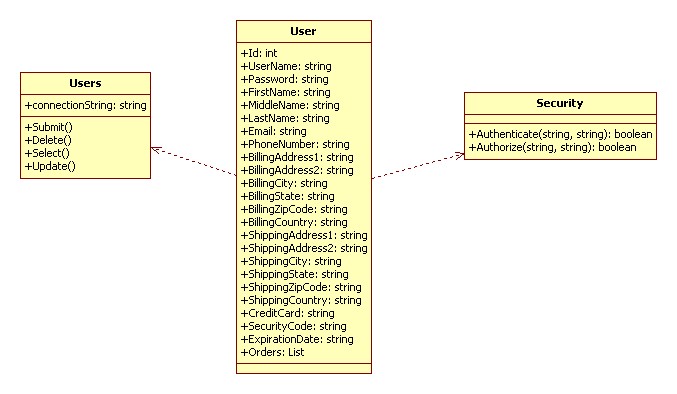 Users
+connectionString: string
+Submit()
+Delete()
+Select()
+Update()
User
+Id: int
+UserName: string
+Password: string
+FirstName: string
+MiddleName: string
+LastName: string
+Email: string
+PhoneNumber: string
+BillingAddress1: string
+BillingAddress2: string
+BillingCity: string
+BillingState: string
+BillingZipCode: string
+BillingCountry: string
+ShippingAddress1: string
+ShippingAddress2: string
+ShippingCity: string
+ShippingState: string
+ShippingZipCode: string
+ShippingCountry: string
+CreditCard: string
+SecurityCode: string
+ExpirationDate: string
+Orders: List
Security
+Authenticate(string, string): boolean
+Authorize(string, string): boolean